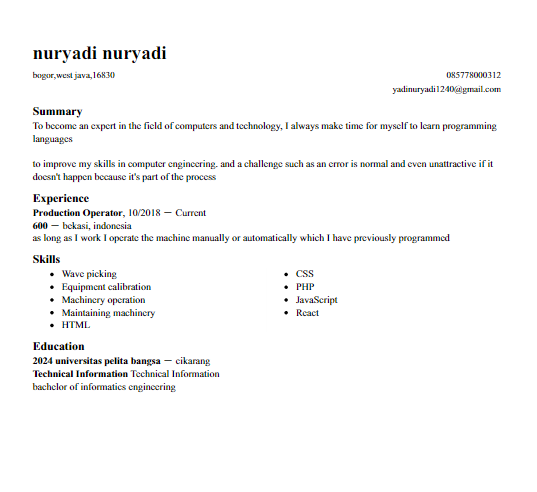 nuryadi nuryadi
bogor,west java,16830
085778000312
yadinuryadi1240@gmail.com
Summary
To become an expert in the field of computers and technology, I always make time for myself to learn programming
languages
to improve my skills in computer engineering. and a challenge such as an error is normal and even unattractive if it
doesn't happen because it's part of the process
Experience
Production Operator, 10/2018 – Current
600 – bekasi, indonesia
as long as I work I operate the machine manually or automatically which I have previously programmed
Skills
• Wave picking
• Equipment calibration
• Machinery operation
• Maintaining machinery
• HTML
• CSS
• PHP
• JavaScript
• React
Education
2024 universitas pelita bangsa – cikarang
Technical Information Technical Information
bachelor of informatics engineering